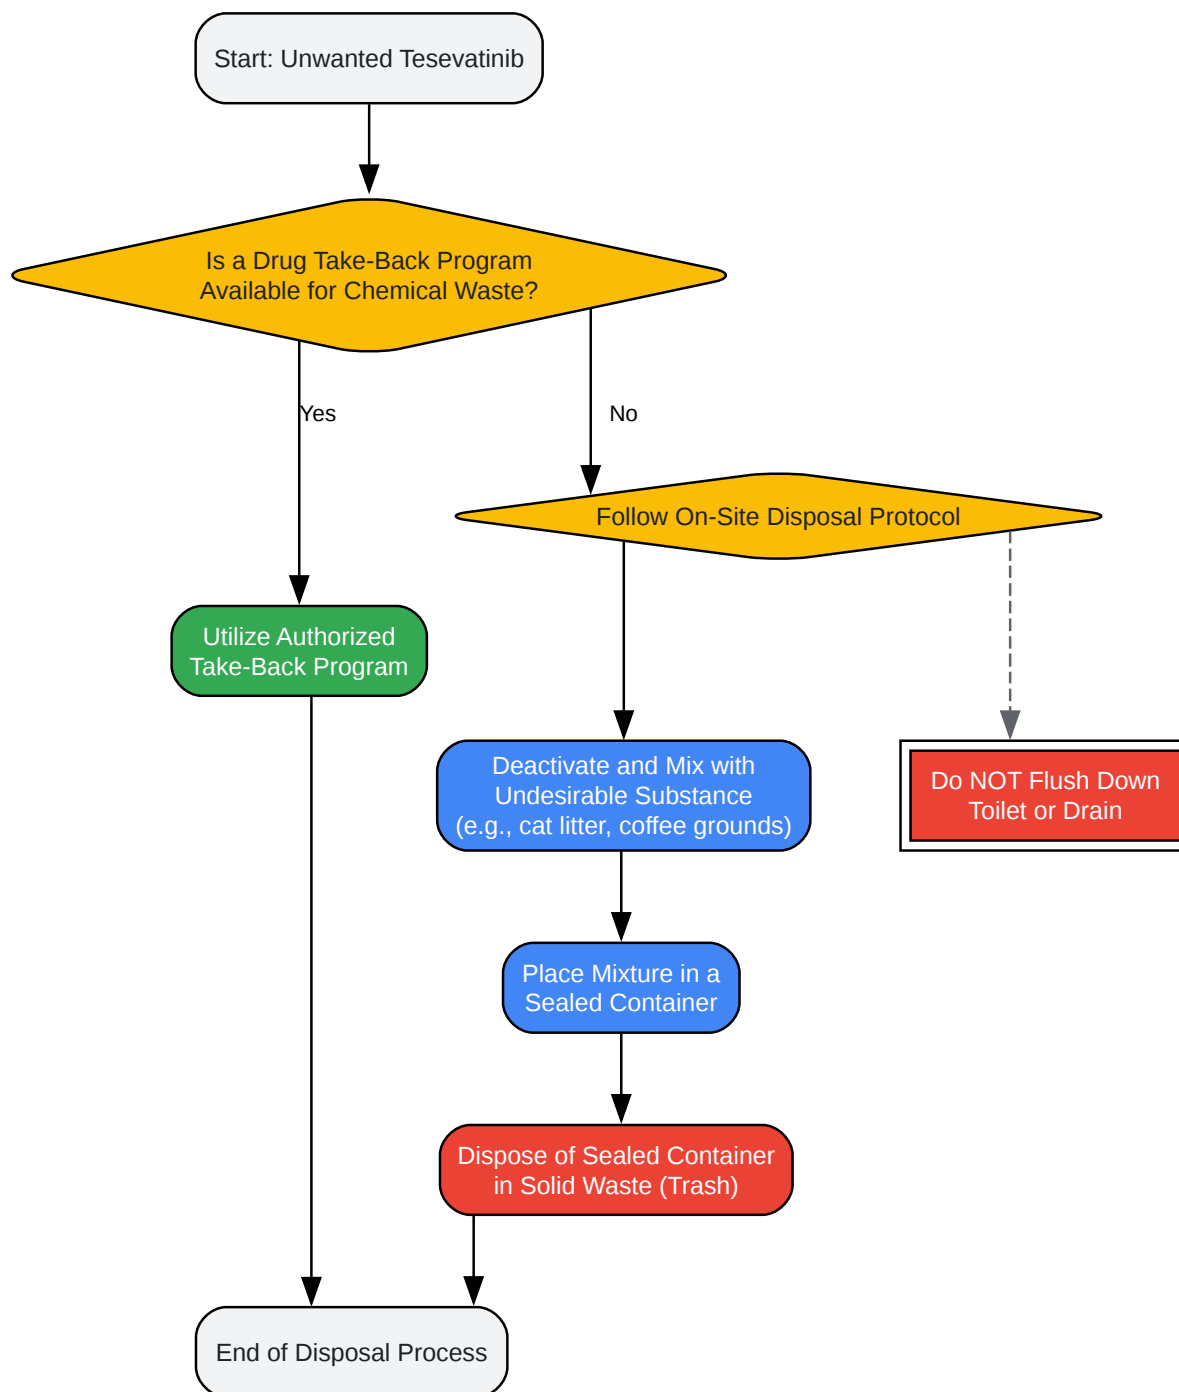 Start: Unwanted Tesevatinib
Is a Drug Take-Back Program
Available for Chemical Waste?
Yes
No
Follow On-Site Disposal Protocol
Utilize Authorized
Take-Back Program
Deactivate and Mix with
Undesirable Substance
(e.g., cat litter, coffee grounds)
Do NOT Flush Down
Toilet or Drain
Place Mixture in a
Sealed Container
Dispose of Sealed Container
in Solid Waste (Trash)
End of Disposal Process